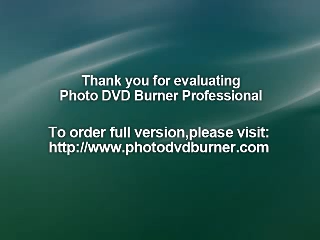 Thank you for evaluating
Photo DVD Burner Professional
To order full version,please visit:
http://www.photodvdburner.com